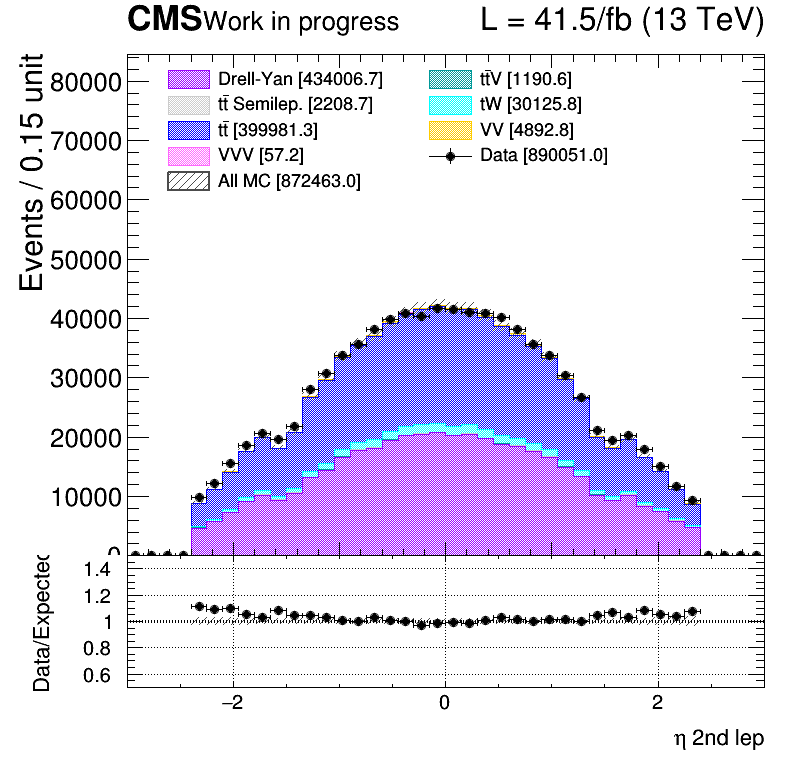 CMS Work in progress L = 41.5/fb (13 TeV)
Events / 0.15 unit
80000
70000
60000
50000
40000
30000
20000
10000
0
Drell-Yan [434006.7]
tt̄ Semilep. [2208.7]
tt̄ [399981.3]
VVV [57.2]
All MC [872463.0]
tt̄V [1190.6]
tW [30125.8]
VV [4892.8]
Data [890051.0]
Data/Expected
1.4
1.2
1
0.8
0.6
−2 0 2
η 2nd lep